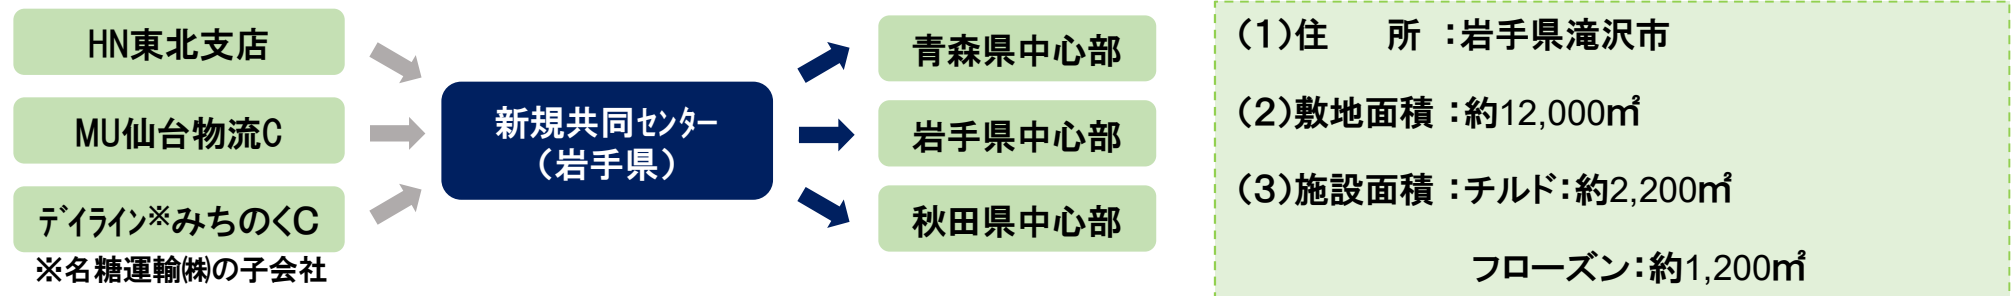 HN東北支店
MU仙台物流C
ﾃﾞｲﾗｲﾝ※みちのくC
※名糖運輸㈱の子会社
新規共同ｾﾝﾀｰ
（岩手県）
青森県中心部
岩手県中心部
秋田県中心部
（1）住　　所　：岩手県滝沢市
（2）敷地面積　：約12,000㎡
（3）施設面積　：チルド：約2,200㎡
フローズン：約1,200㎡